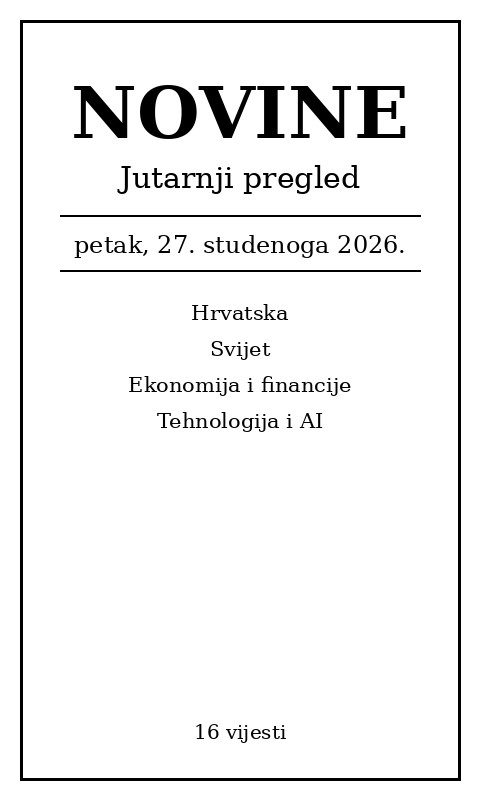 NOVINE
Jutarnji pregled
petak, 27. studenoga 2026.
Hrvatska
Svijet
Ekonomija i financije
Tehnologija i AI
16 vijesti